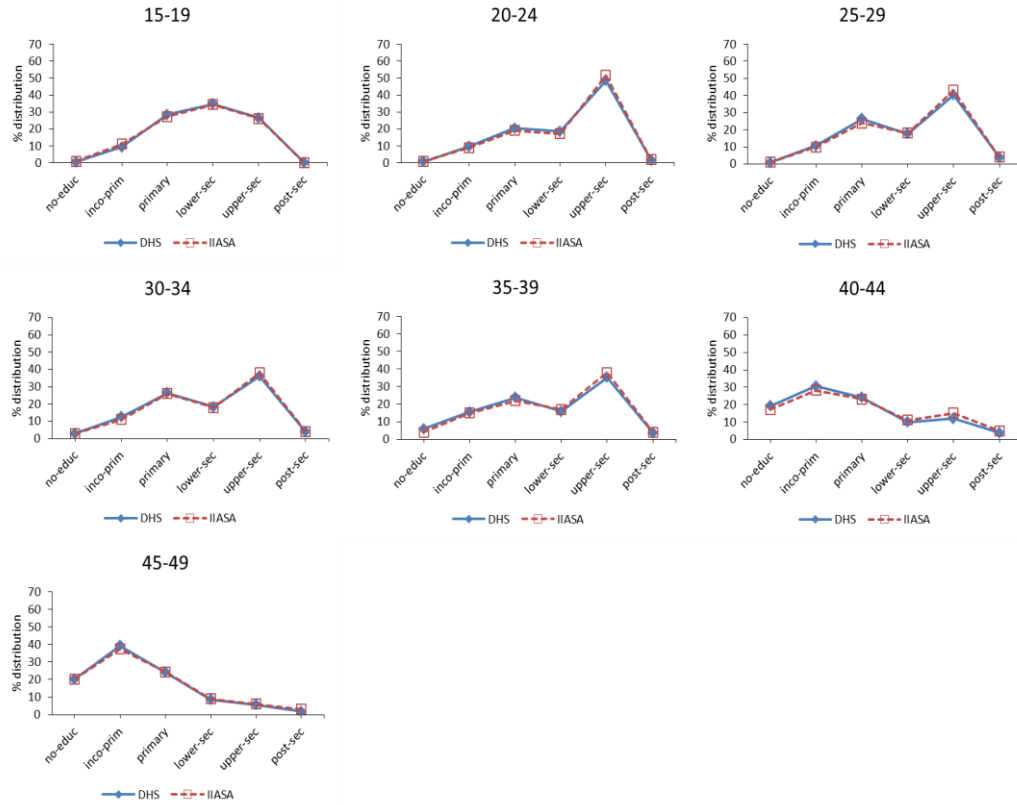 15-19
% distribution
70
60
50
40
30
20
10
0
no-educ
inco-prim
primary
lower-sec
upper-sec
post-sec
DHS IIASA
20-24
% distribution
70
60
50
40
30
20
10
0
no-educ
inco-prim
primary
lower-sec
upper-sec
post-sec
DHS IIASA
25-29
% distribution
70
60
50
40
30
20
10
0
no-educ
inco-prim
primary
lower-sec
upper-sec
post-sec
DHS IIASA
30-34
% distribution
70
60
50
40
30
20
10
0
no-educ
inco-prim
primary
lower-sec
upper-sec
post-sec
DHS IIASA
35-39
% distribution
70
60
50
40
30
20
10
0
no-educ
inco-prim
primary
lower-sec
upper-sec
post-sec
DHS IIASA
40-44
% distribution
70
60
50
40
30
20
10
0
no-educ
inco-prim
primary
lower-sec
upper-sec
post-sec
DHS IIASA
45-49
% distribution
70
60
50
40
30
20
10
0
no-educ
inco-prim
primary
lower-sec
upper-sec
post-sec
DHS IIASA